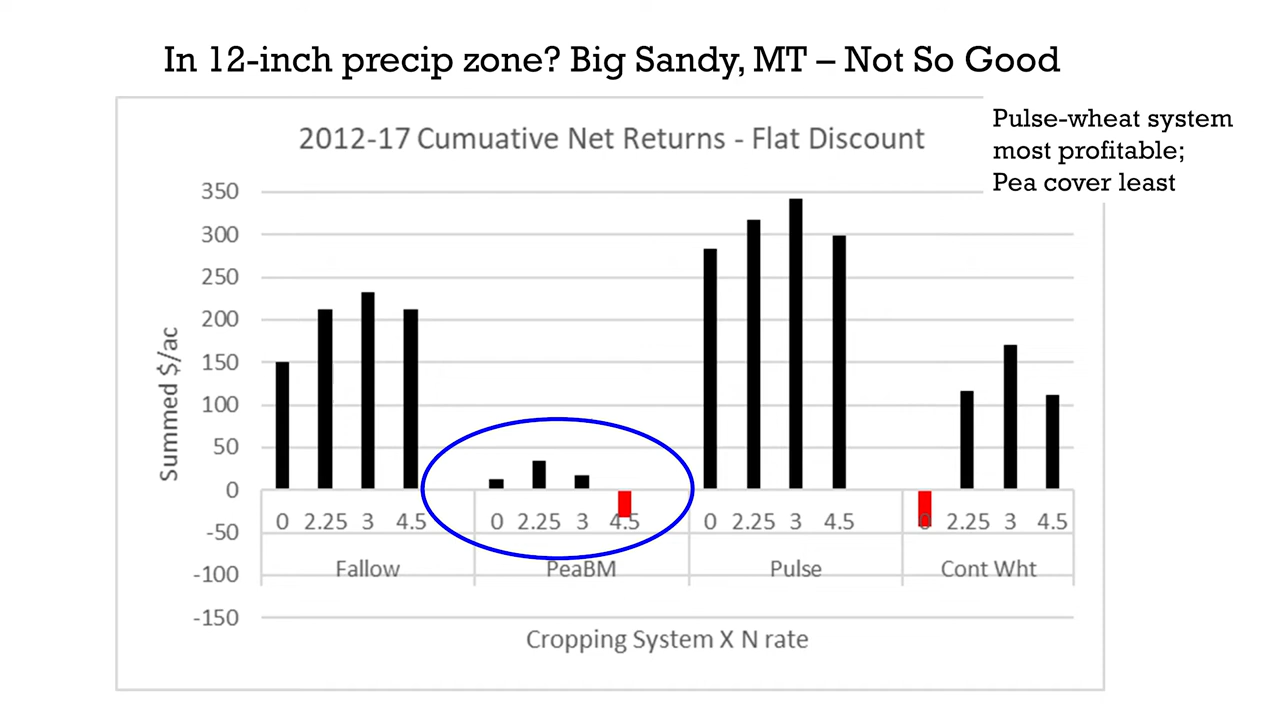 In 12-inch precip zone? Big Sandy, MT – Not So Good
2012-17 Cumuative Net Returns - Flat Discount
Pulse-wheat system
most profitable;
Pea cover least
Summed $/ac
350
300
250
200
150
100
50
0
-50
-100
-150
0 2.25 3 4.5 0 2.25 3 4.5 0 2.25 3 4.5 0 2.25 3 4.5
Fallow PeaBM Pulse Cont Wht
Cropping System X N rate